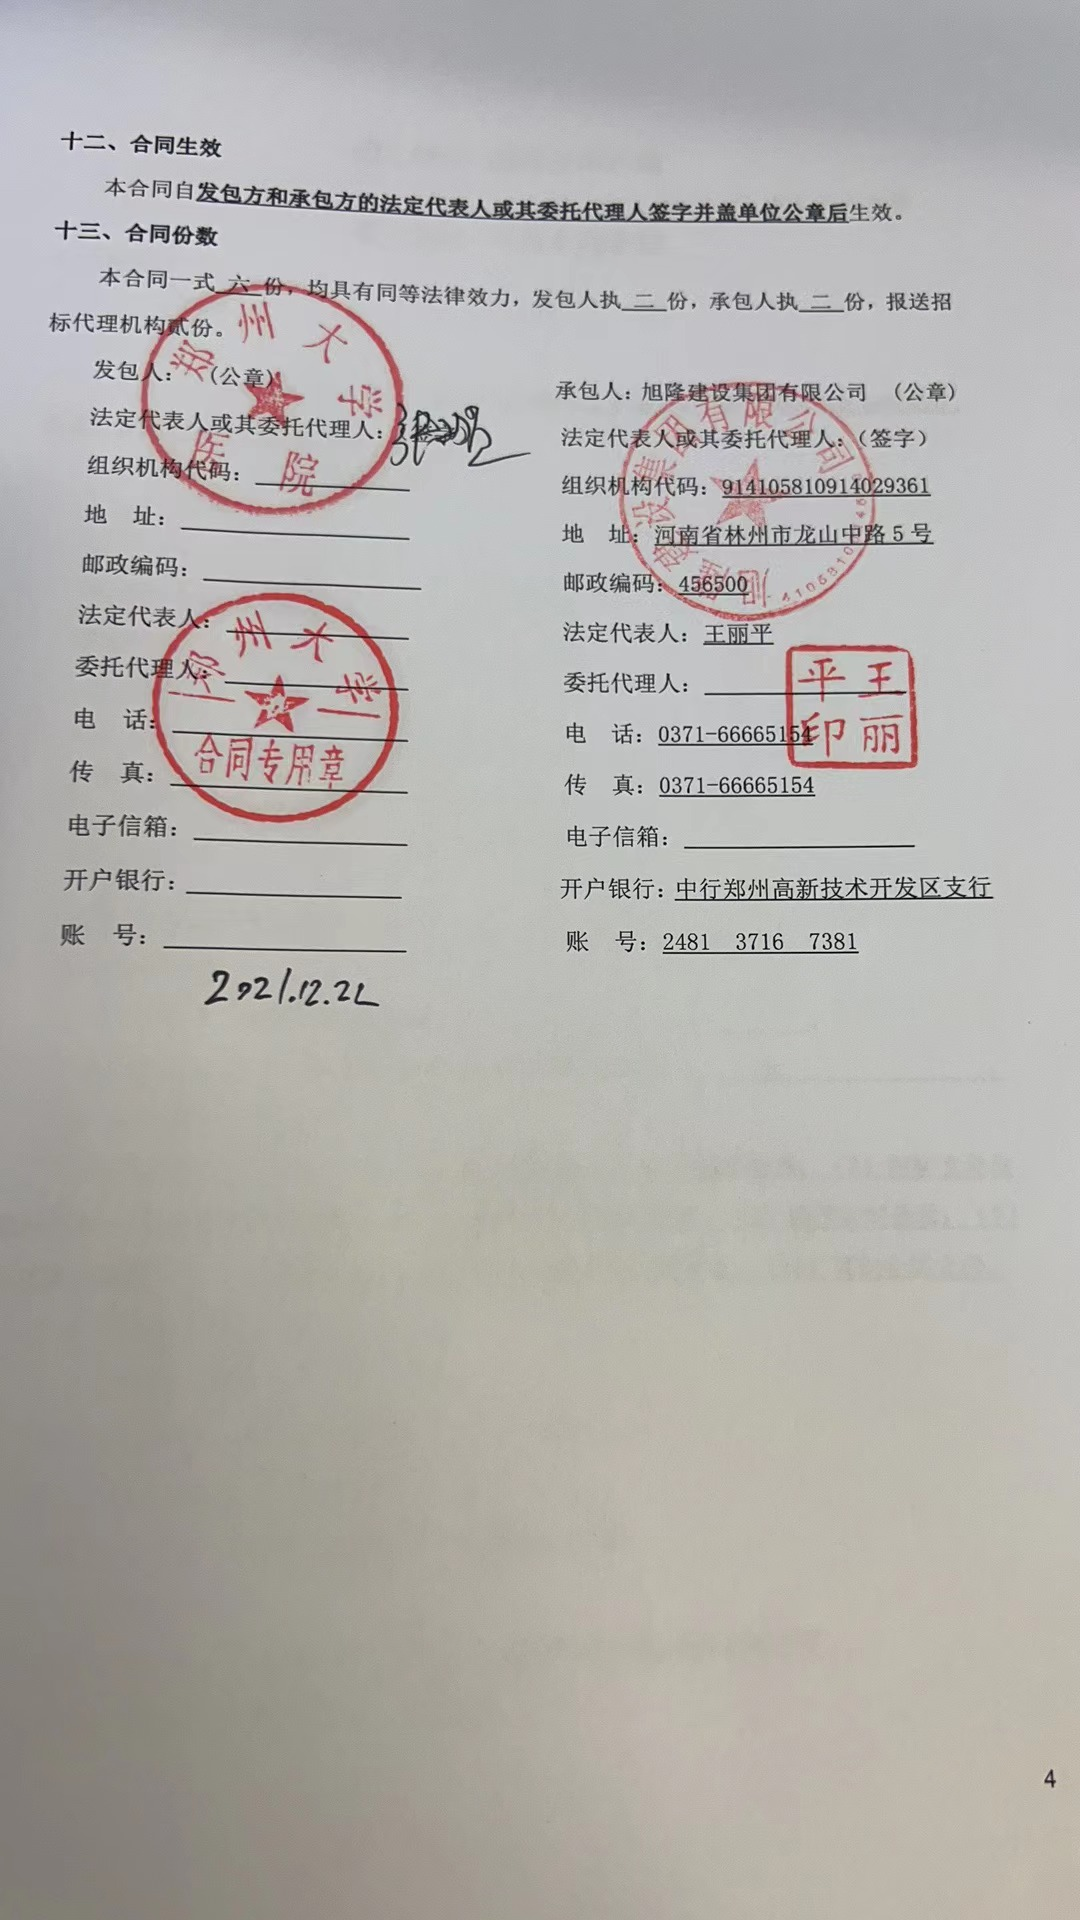 十二、合同生效
本合同自发包方和承包方的法定代表人或其委托代理人签字并盖单位公章后生效。
十三、合同份数
本合同一式 六 份，均具有同等法律效力，发包人执 二 份，承包人执 二 份，报送招
标代理机构贰份。
发包人： （公章）
法定代表人或其委托代理人：
组织机构代码：
地 址：
邮政编码：
法定代表人：
委托代理人：
电 话：
传 真：
电子信箱：
开户银行：
账 号：
2021.12.22
郑州大学
医院
郑州大学
合同专用章
承包人：旭隆建设集团有限公司 （公章）
法定代表人或其委托代理人：（签字）
组织机构代码：914105810914029361
地 址：河南省林州市龙山中路5号
邮政编码：456500
法定代表人：王丽平
委托代理人：
电 话：0371-66665154
传 真：0371-66665154
电子信箱：
开户银行：中行郑州高新技术开发区支行
账 号：2481 3716 7381
旭隆建设集团有限公司
王丽平印
4